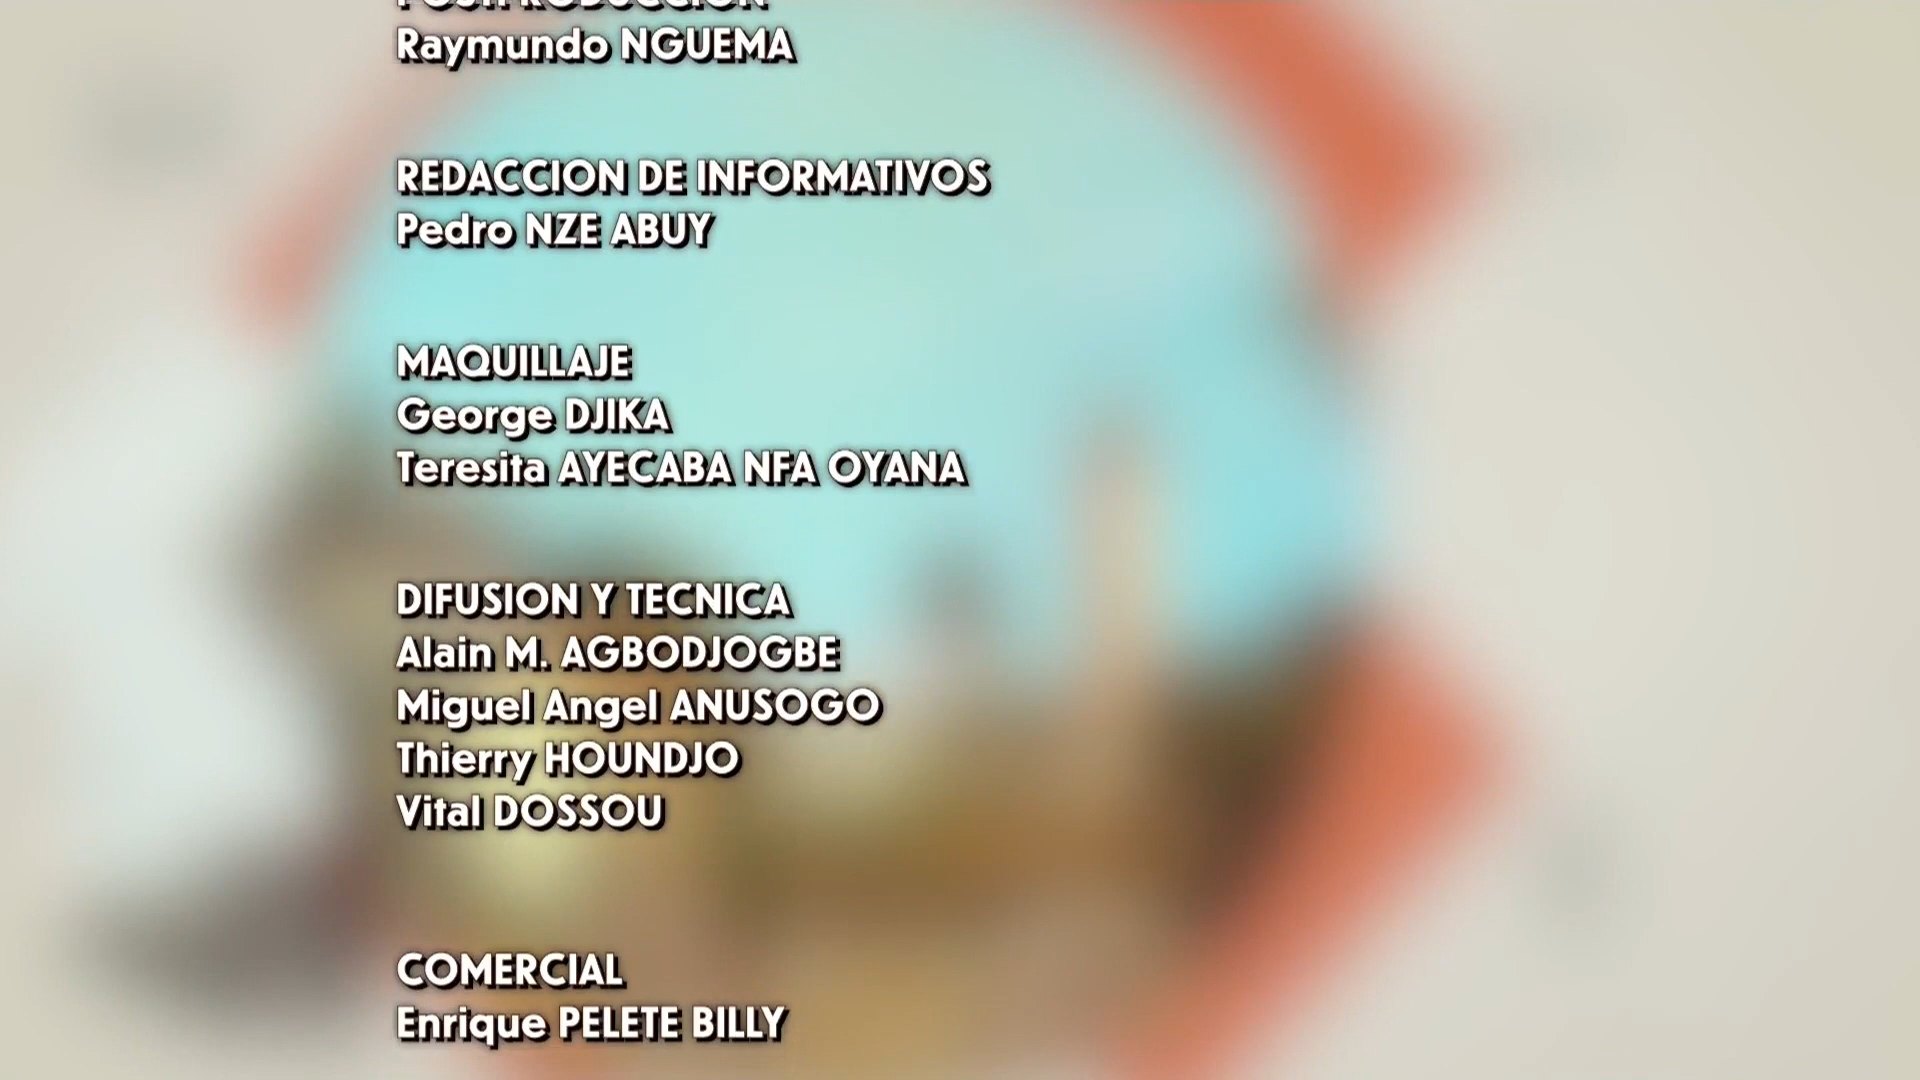 POSTPRODUCCION
Raymundo NGUEMA
REDACCION DE INFORMATIVOS
Pedro NZE ABUY
MAQUILLAJE
George DJIKA
Teresita AYECABA NFA OYANA
DIFUSION Y TECNICA
Alain M. AGBODJOGBE
Miguel Angel ANUSOGO
Thierry HOUNDJO
Vital DOSSOU
COMERCIAL
Enrique PELETE BILLY